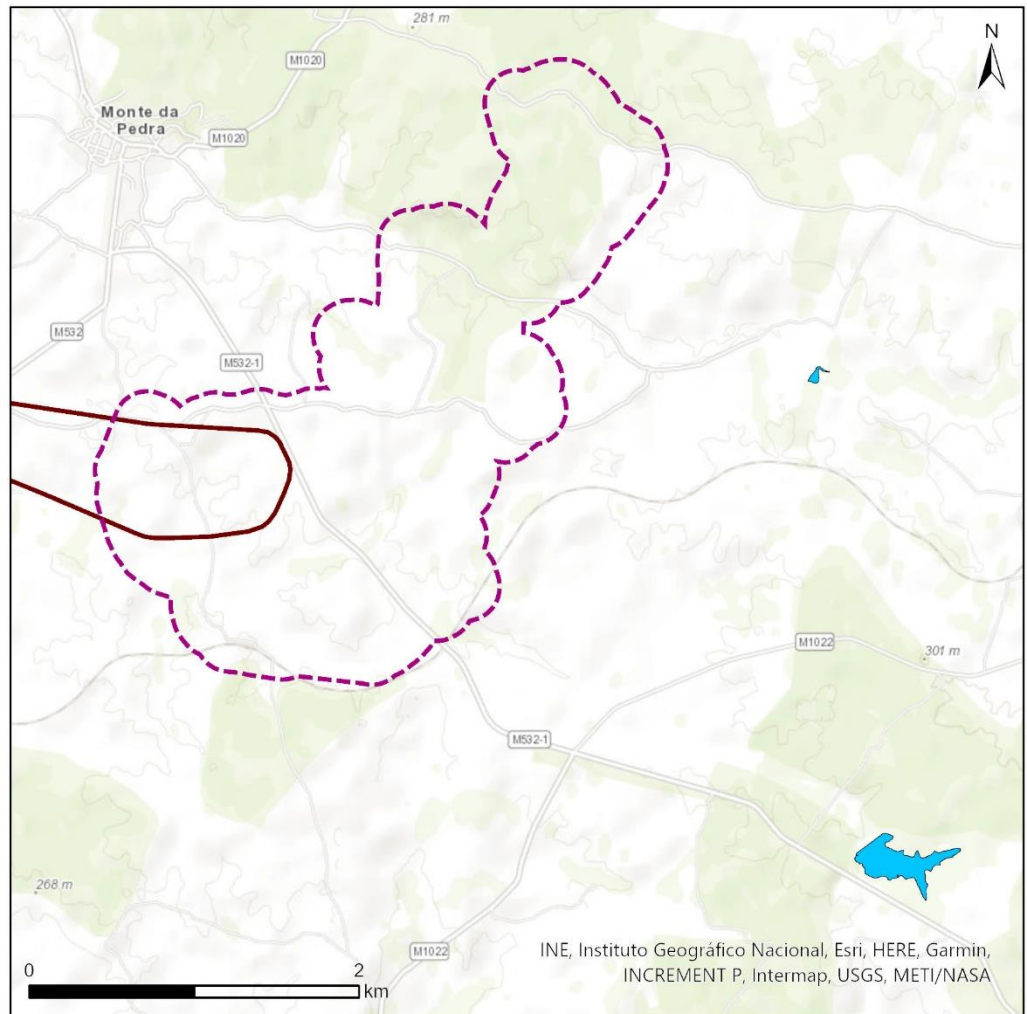 281 m
N
M1020
Monte da
Pedra
M1020
M532
M532-1
M1022
301 m
M532-1
268 m
M1022
INE, Instituto Geográfico Nacional, Esri, HERE, Garmin,
INCREMENT P, Intermap, USGS, METI/NASA
0 2
km